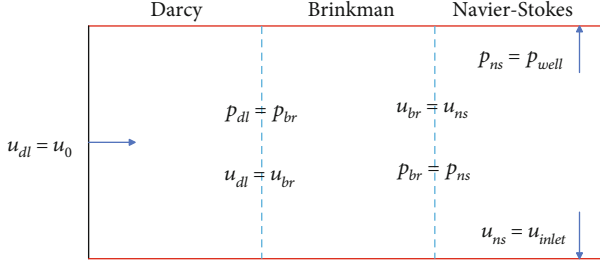 Darcy Brinkman Navier-Stokes
p_ns = p_well
p_dl = p_br u_br = u_ns
u_dl = u_0
u_dl = u_br p_br = p_ns
u_ns = u_inlet